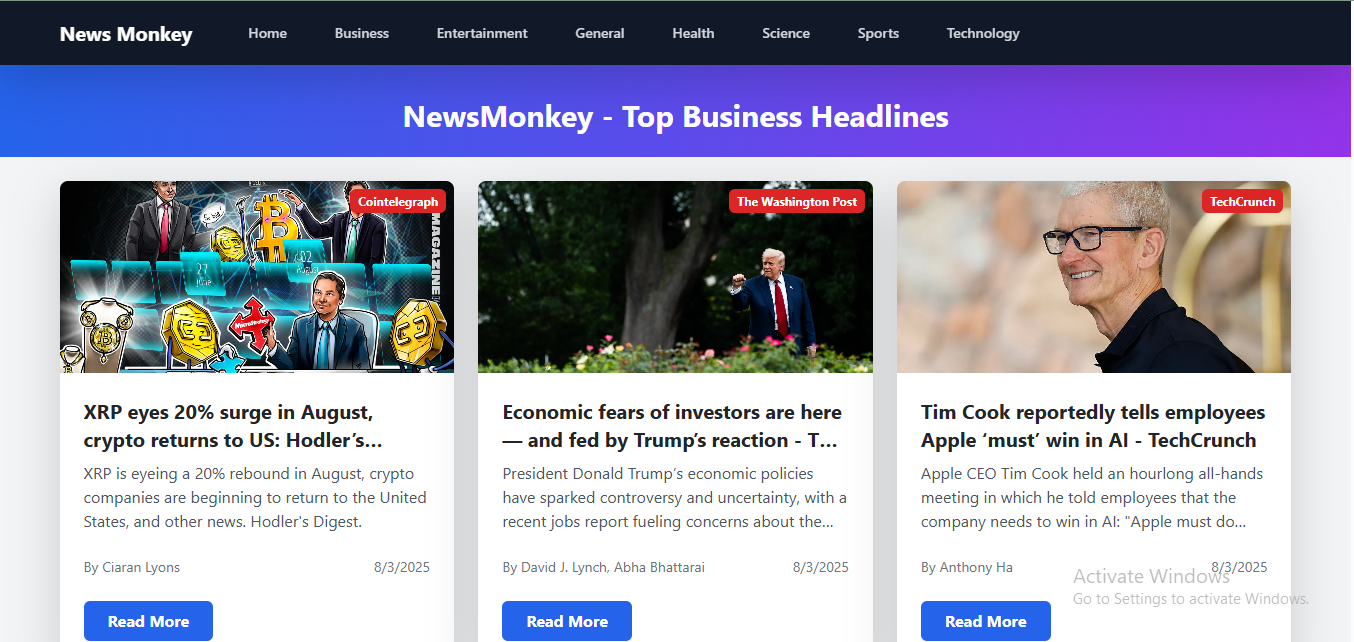 News Monkey
Home
Business
Entertainment
General
Health
Science
Sports
Technology
NewsMonkey - Top Business Headlines
Cointelegraph
MAGAZINE
27
June
02
August
XRP eyes 20% surge in August,
crypto returns to US: Hodler’s…
XRP is eyeing a 20% rebound in August, crypto
companies are beginning to return to the United
States, and other news. Hodler's Digest.
By Ciaran Lyons
8/3/2025
Read More
The Washington Post
Economic fears of investors are here
— and fed by Trump’s reaction - T…
President Donald Trump’s economic policies
have sparked controversy and uncertainty, with a
recent jobs report fueling concerns about the…
By David J. Lynch, Abha Bhattarai
8/3/2025
Read More
TechCrunch
Tim Cook reportedly tells employees
Apple ‘must’ win in AI - TechCrunch
Apple CEO Tim Cook held an hourlong all-hands
meeting in which he told employees that the
company needs to win in AI: "Apple must do…
By Anthony Ha
8/3/2025
Read More
Activate Windows
Go to Settings to activate Windows.